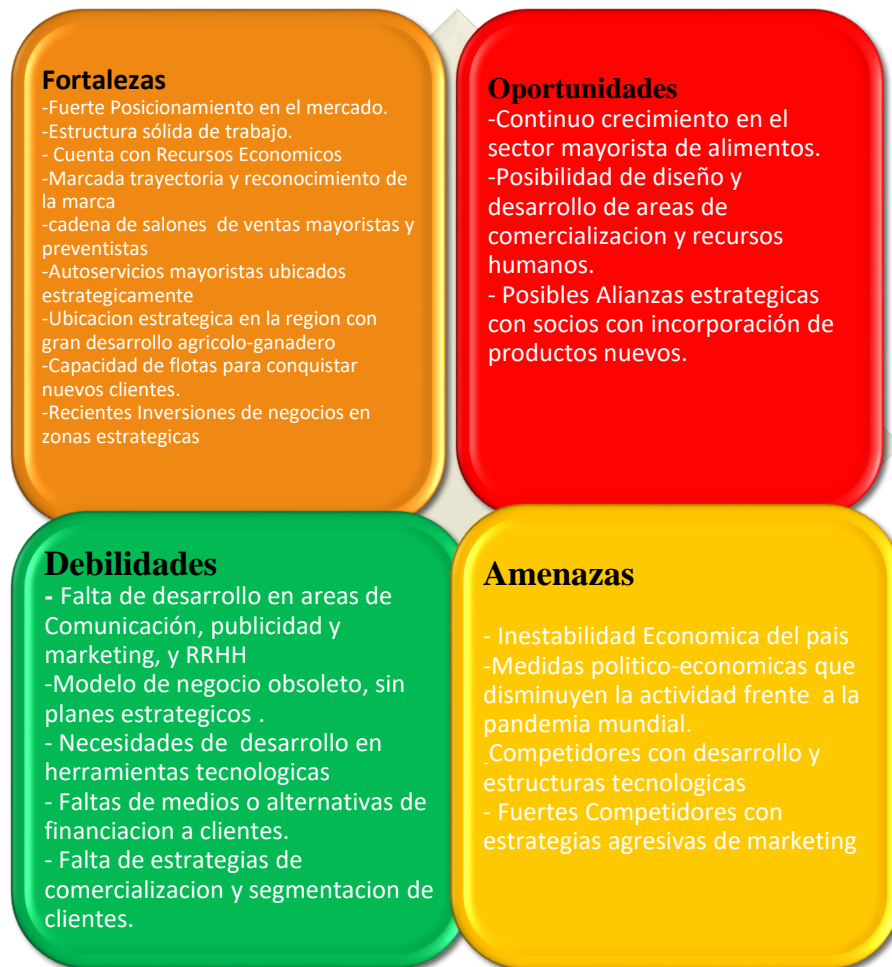 Fortalezas
-Fuerte Posicionamiento en el mercado.
-Estructura sólida de trabajo.
- Cuenta con Recursos Economicos
-Marcada trayectoria y reconocimiento de
la marca
-cadena de salones de ventas mayoristas y
preventistas
-Autoservicios mayoristas ubicados
estrategicamente
-Ubicacion estrategica en la region con
gran desarrollo agricolo-ganadero
-Capacidad de flotas para conquistar
nuevos clientes.
-Recientes Inversiones de negocios en
zonas estrategicas
Oportunidades
-Continuo crecimiento en el
sector mayorista de alimentos.
-Posibilidad de diseño y
desarrollo de areas de
comercializacion y recursos
humanos.
- Posibles Alianzas estrategicas
con socios con incorporación de
productos nuevos.
Debilidades
- Falta de desarrollo en areas de
Comunicación, publicidad y
marketing, y RRHH
-Modelo de negocio obsoleto, sin
planes estrategicos .
- Necesidades de desarrollo en
herramientas tecnologicas
- Faltas de medios o alternativas de
financiacion a clientes.
- Falta de estrategias de
comercializacion y segmentacion de
clientes.
Amenazas
- Inestabilidad Economica del pais
-Medidas politico-economicas que
disminuyen la actividad frente a la
pandemia mundial.
-Competidores con desarrollo y
estructuras tecnologicas
- Fuertes Competidores con
estrategias agresivas de marketing